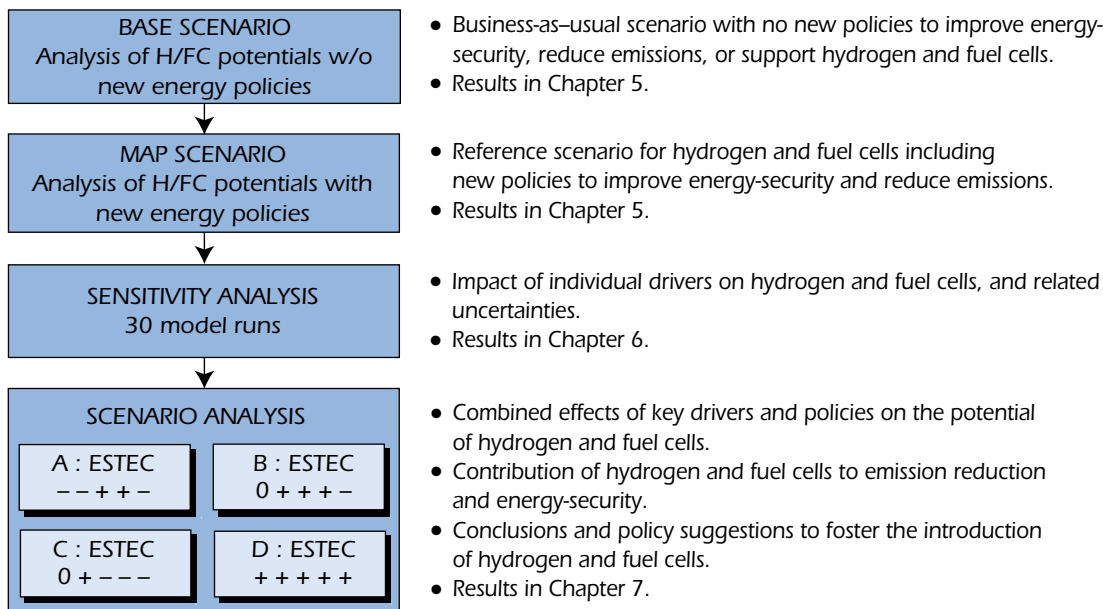 BASE SCENARIO
Analysis of H/FC potentials w/o
new energy policies
• Business-as–usual scenario with no new policies to improve energy-
security, reduce emissions, or support hydrogen and fuel cells.
• Results in Chapter 5.
MAP SCENARIO
Analysis of H/FC potentials with
new energy policies
• Reference scenario for hydrogen and fuel cells including
new policies to improve energy-security and reduce emissions.
• Results in Chapter 5.
SENSITIVITY ANALYSIS
30 model runs
• Impact of individual drivers on hydrogen and fuel cells, and related
uncertainties.
• Results in Chapter 6.
SCENARIO ANALYSIS
A : ESTEC
– – + + –
B : ESTEC
0 + + + –
C : ESTEC
0 + – – –
D : ESTEC
+ + + + +
• Combined effects of key drivers and policies on the potential
of hydrogen and fuel cells.
• Contribution of hydrogen and fuel cells to emission reduction
and energy-security.
• Conclusions and policy suggestions to foster the introduction
of hydrogen and fuel cells.
• Results in Chapter 7.